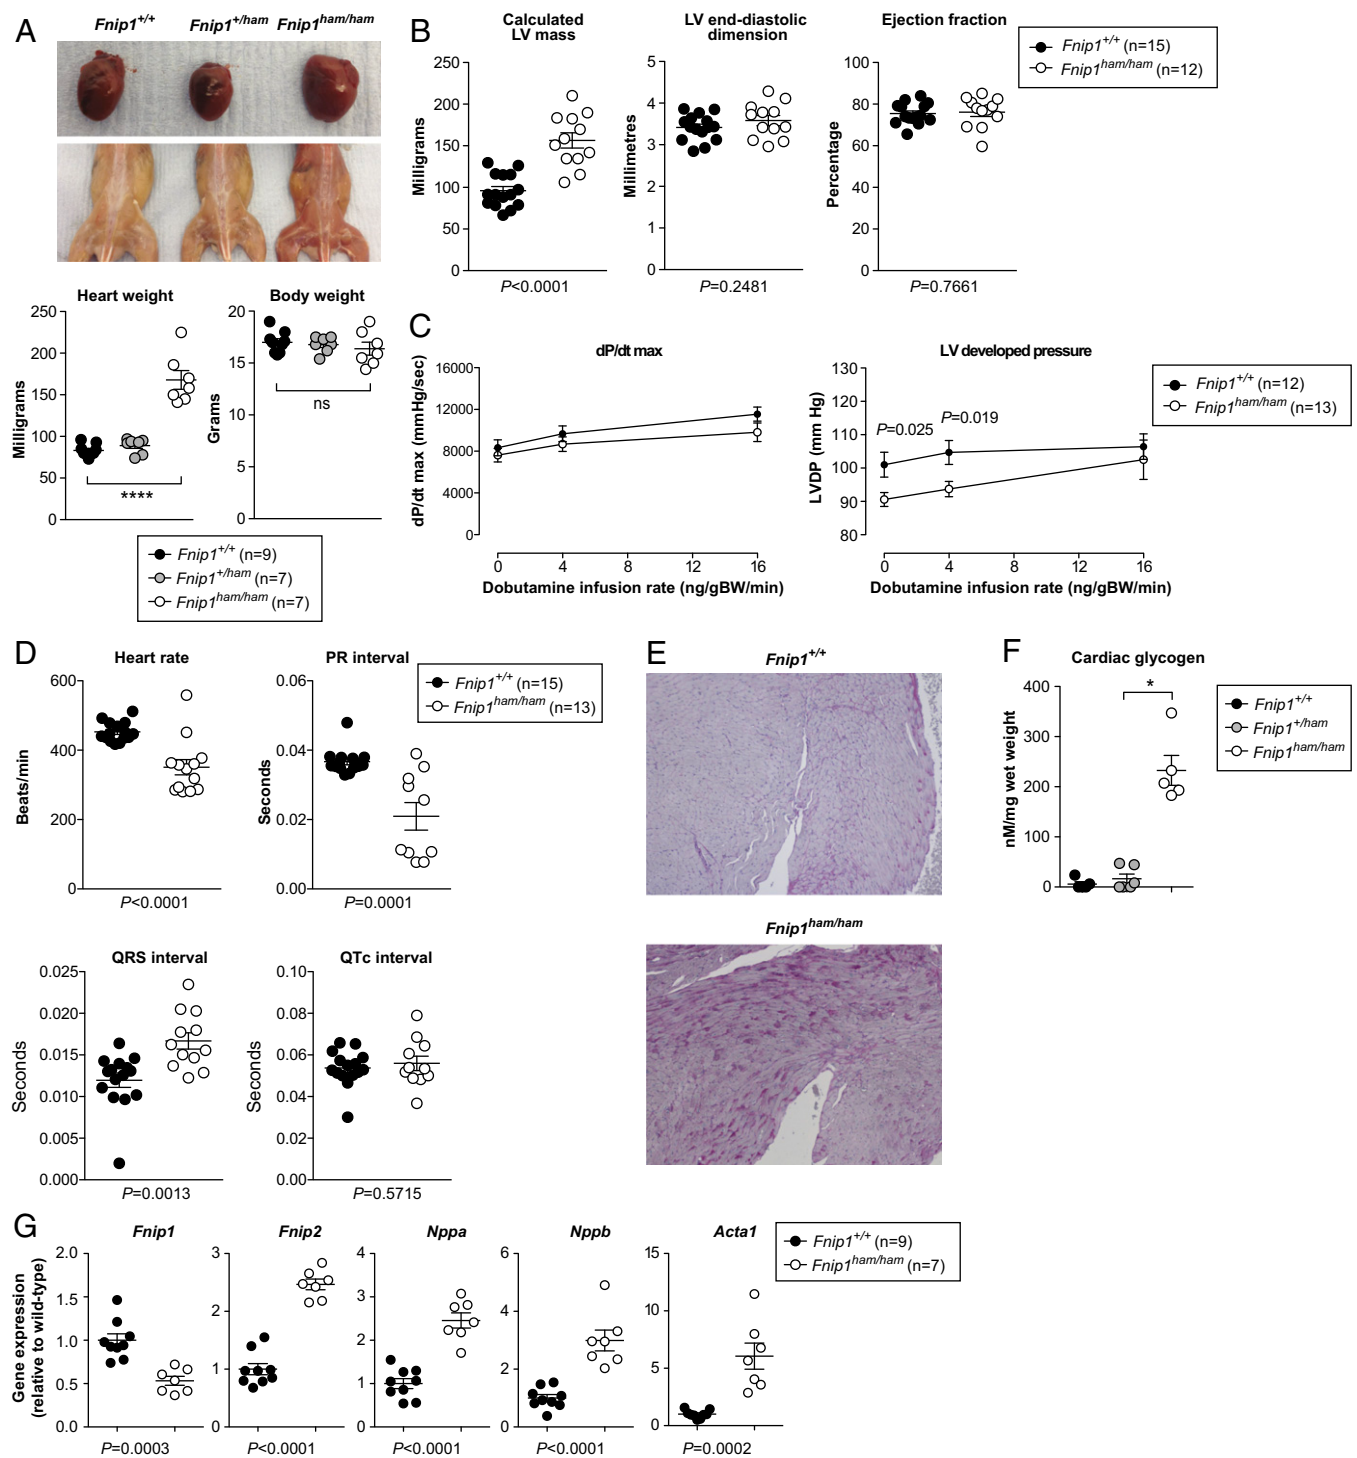 A
Fnip1+/+ Fnip1+/ham Fnip1ham/ham
Heart weight
Milligrams
250
200
150
100
50
0
****
Body weight
Grams
20
15
10
5
0
ns
Fnip1+/+ (n=9)
Fnip1+/ham (n=7)
Fnip1ham/ham (n=7)
B
Calculated
LV mass
Milligrams
250
200
150
100
50
0
P<0.0001
LV end-diastolic
dimension
Millimetres
5
4
3
2
1
0
P=0.2481
Ejection fraction
Percentage
100
80
60
40
20
0
P=0.7661
Fnip1+/+ (n=15)
Fnip1ham/ham (n=12)
C
dP/dt max
dP/dt max (mmHg/sec)
16000
12000
8000
4000
0
0 4 8 12 16
Dobutamine infusion rate (ng/gBW/min)
LV developed pressure
LVDP (mm Hg)
130
120
110
100
90
80
P=0.025
P=0.019
0 4 8 12 16
Dobutamine infusion rate (ng/gBW/min)
Fnip1+/+ (n=12)
Fnip1ham/ham (n=13)
D
Heart rate
Beats/min
600
400
200
0
P<0.0001
PR interval
Seconds
0.06
0.04
0.02
0.00
P=0.0001
Fnip1+/+ (n=15)
Fnip1ham/ham (n=13)
QRS interval
Seconds
0.025
0.020
0.015
0.010
0.005
0.000
P=0.0013
QTc interval
Seconds
0.10
0.08
0.06
0.04
0.02
0.00
P=0.5715
E
Fnip1+/+
Fnip1ham/ham
F
Cardiac glycogen
nM/mg wet weight
400
300
200
100
0
*
Fnip1+/+
Fnip1+/ham
Fnip1ham/ham
G
Gene expression
(relative to wild-type)
Fnip1
2.0
1.5
1.0
0.5
0.0
P=0.0003
Fnip2
3
2
1
0
P<0.0001
Nppa
4
3
2
1
0
P<0.0001
Nppb
6
4
2
0
P<0.0001
Acta1
15
10
5
0
P=0.0002
Fnip1+/+ (n=9)
Fnip1ham/ham (n=7)